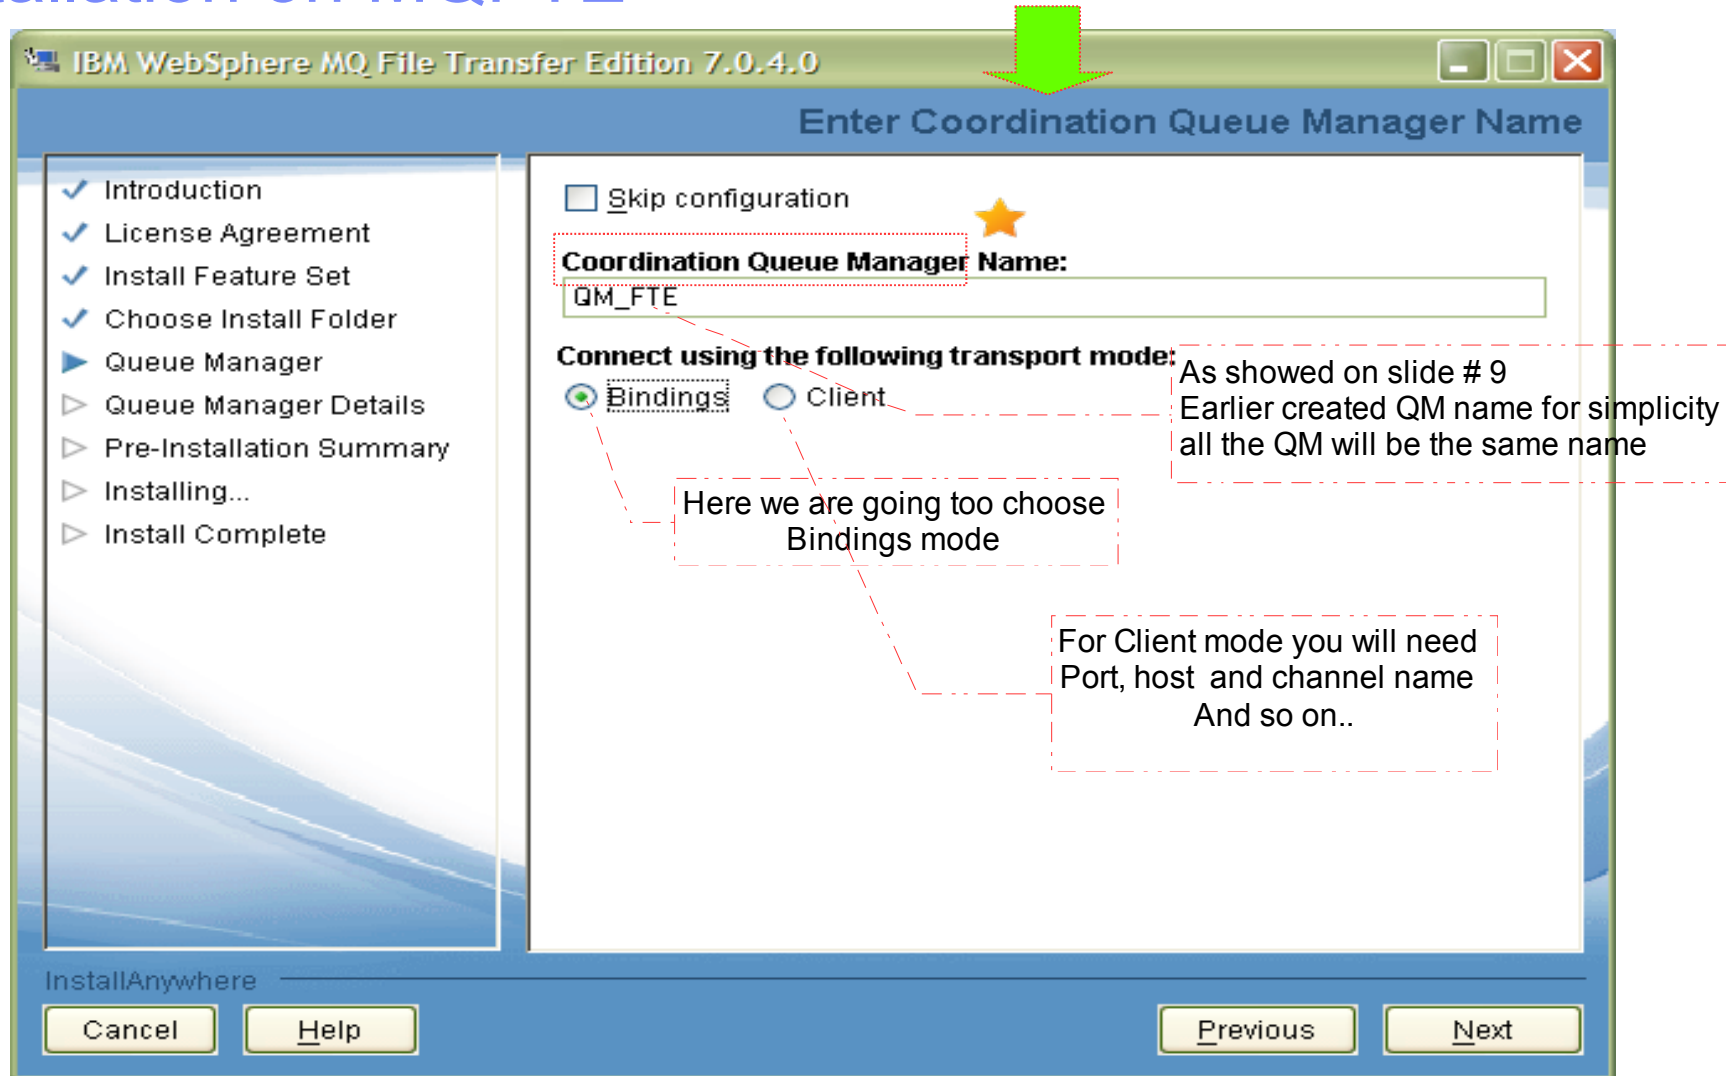 IBM WebSphere MQ File Transfer Edition 7.0.4.0
Enter Coordination Queue Manager Name
Introduction
License Agreement
Install Feature Set
Choose Install Folder
Queue Manager
Queue Manager Details
Pre-Installation Summary
Installing...
Install Complete
Skip configuration
Coordination Queue Manager Name:
QM_FTE
Connect using the following transport mode:
Bindings
Client
As showed on slide # 9
Earlier created QM name for simplicity
all the QM will be the same name
Here we are going too choose
Bindings mode
For Client mode you will need
Port, host and channel name
And so on..
InstallAnywhere
Cancel
Help
Previous
Next